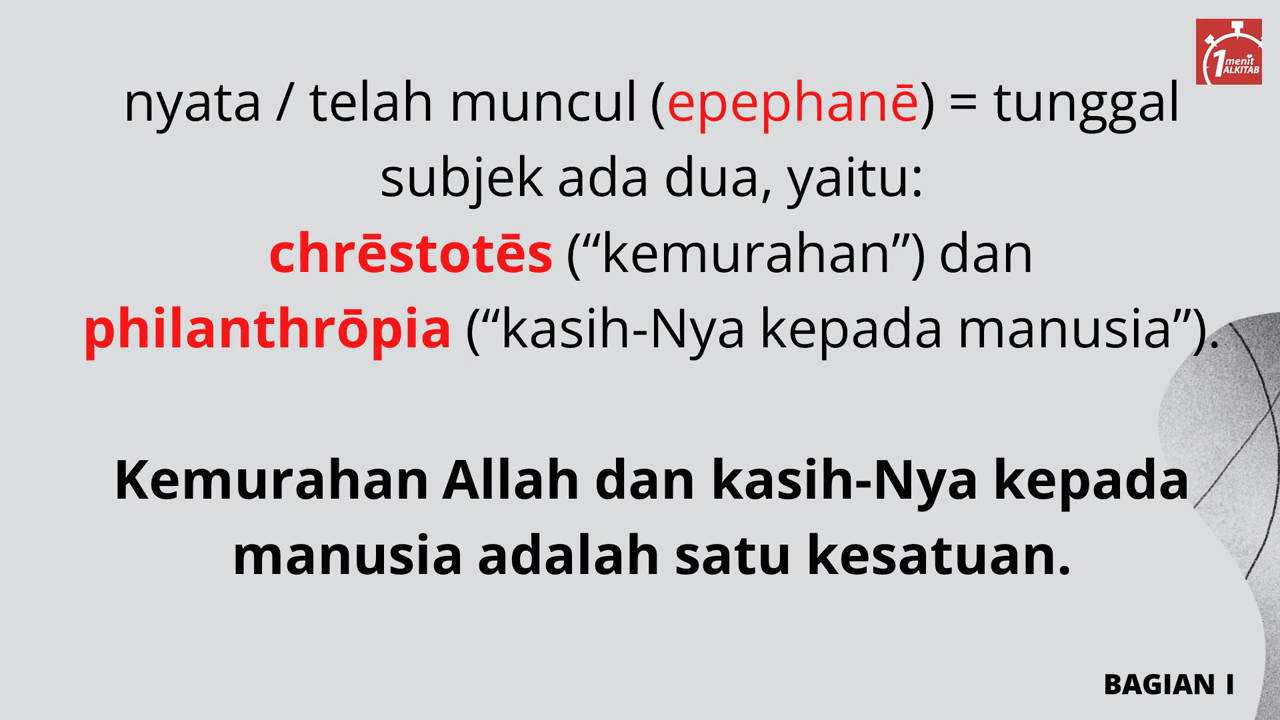 1 menit
ALKITAB
nyata / telah muncul (epephanē) = tunggal
subjek ada dua, yaitu:
chrēstotēs (“kemurahan”) dan
philanthrōpia (“kasih-Nya kepada manusia”).
Kemurahan Allah dan kasih-Nya kepada
manusia adalah satu kesatuan.
BAGIAN I